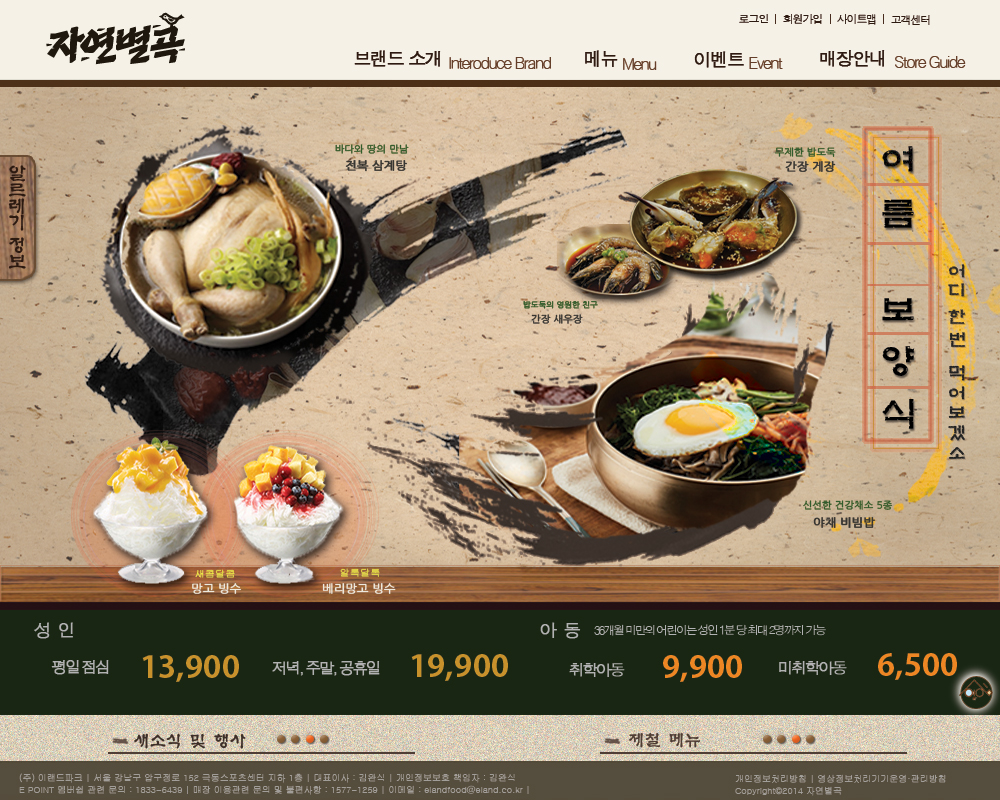 자연별곡
로그인 | 회원가입 | 사이트맵 | 고객센터
브랜드 소개 Interoduce Brand 메뉴 Menu 이벤트 Event 매장안내 Store Guide
알르레기 정보
바다와 땅의 만남
전복 삼계탕
무제한 밥도둑
간장 게장
밥도둑의 영원한 친구
간장 새우장
여름 보양식
어디 한번 먹어보겠소
신선한 건강채소 5종
야채 비빔밥
새콤달콤
망고 빙수
알록달록
베리망고 빙수
성인
평일 점심 13,900 저녁, 주말, 공휴일 19,900
아동 36개월 미만의 어린이는 성인 1분 당 최대 2명까지 가능
취학아동 9,900 미취학아동 6,500
새소식 및 행사
제철 메뉴
(주) 이랜드파크 | 서울 강남구 압구정로 152 극동스포츠센터 지하 1층 | 대표이사 : 김완식 | 개인정보보호 책임자 : 김완식
E POINT 멤버쉽 관련 문의 : 1833-6439 | 매장 이용관련 문의 및 불편사항 : 1577-1259 | 이메일 : elandfood@eland.co.kr |
개인정보처리방침 | 영상정보처리기기운영·관리방침
Copyright©2014 자연별곡